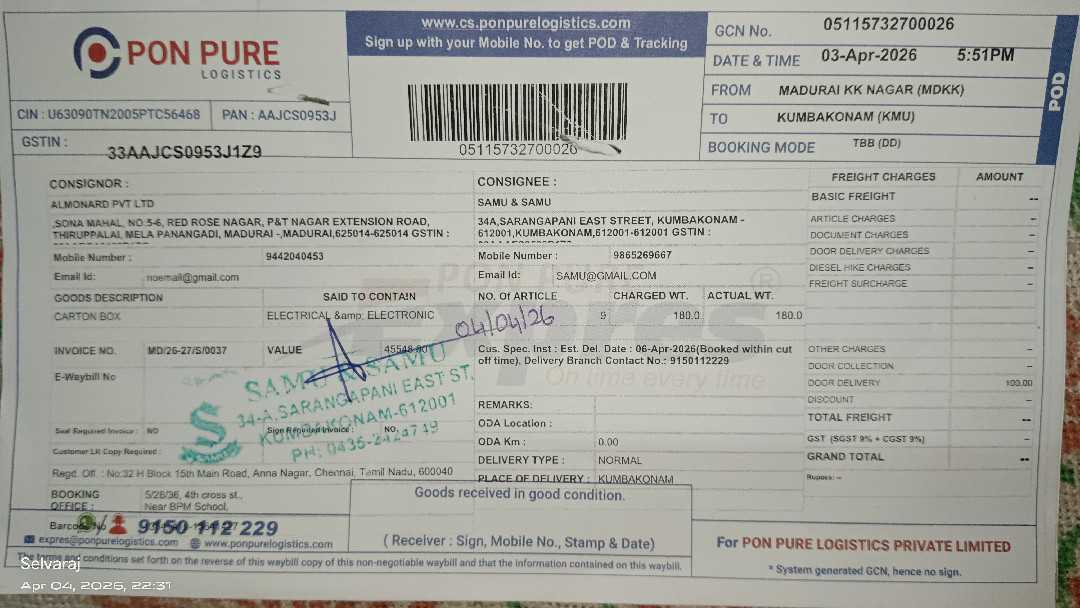 PON PURE
LOGISTICS
www.cs.ponpurelogistics.com
Sign up with your Mobile No. to get POD & Tracking
GCN No. 05115732700026
DATE & TIME 03-Apr-2026 5:51PM
FROM MADURAI KK NAGAR (MDKK)
TO KUMBAKONAM (KMU)
BOOKING MODE TBB (DD)
POD
CIN : U63090TN2005PTC56468 PAN : AAJCS0953J
GSTIN : 33AAJCS0953J1Z9
05115732700026
CONSIGNOR :
ALMONARD PVT LTD
,SONA MAHAL, NO:5-6, RED ROSE NAGAR, P&T NAGAR EXTENSION ROAD,
THIRUPPALAI, MELA PANANGADI, MADURAI -,MADURAI,625014-625014 GSTIN :
Mobile Number : 9442040453
Email Id: noemail@gmail.com
CONSIGNEE :
SAMU & SAMU
34A,SARANGAPANI EAST STREET, KUMBAKONAM -
612001,KUMBAKONAM,612001-612001 GSTIN :
Mobile Number : 9865269667
Email Id: SAMU@GMAIL.COM
GOODS DESCRIPTION SAID TO CONTAIN NO. Of ARTICLE CHARGED WT. ACTUAL WT.
CARTON BOX ELECTRICAL &amp; ELECTRONIC 9 180.0 180.0
04/04/26
INVOICE NO. MD/26-27/S/0037 VALUE
Cus. Spec. Inst : Est. Del. Date : 06-Apr-2026(Booked within cut
off time), Delivery Branch Contact No.: 9150112229
E-Waybill No
PON PURE
Expres
®
On time every time
SAMU & SAMU
34-A, SARANGAPANI EAST ST,
KUMBAKONAM-612001
PH: 0435-2424749
S
SAMU
Seal Required Invoice : NO Sign Required Invoice : NO,
Customer LR Copy Required :
REMARKS:
ODA Location :
ODA Km : 0.00
DELIVERY TYPE : NORMAL
PLACE OF DELIVERY : KUMBAKONAM
FREIGHT CHARGES AMOUNT
BASIC FREIGHT --
ARTICLE CHARGES --
DOCUMENT CHARGES --
DOOR DELIVERY CHARGES --
DIESEL HIKE CHARGES --
FREIGHT SURCHARGE --
OTHER CHARGES --
DOOR COLLECTION --
DOOR DELIVERY 100.00
DISCOUNT --
TOTAL FREIGHT --
GST (SGST 9% + CGST 9%) --
GRAND TOTAL --
Rupees: --
Regd. Off. : No:32 H Block 15th Main Road, Anna Nagar, Chennai, Tamil Nadu, 600040
BOOKING OFFICE : 5/28/36, 4th cross st.,
Near BPM School,
Barcode No
9150 112 229
expres@ponpurelogistics.com www.ponpurelogistics.com
Goods received in good condition.
( Receiver : Sign, Mobile No., Stamp & Date)
For PON PURE LOGISTICS PRIVATE LIMITED
* System generated GCN, hence no sign.
The terms and conditions set forth on the reverse of this waybill copy of this non-negotiable waybill and that the information contained on this waybill.
Selvaraj
Apr 04, 2026, 22:31